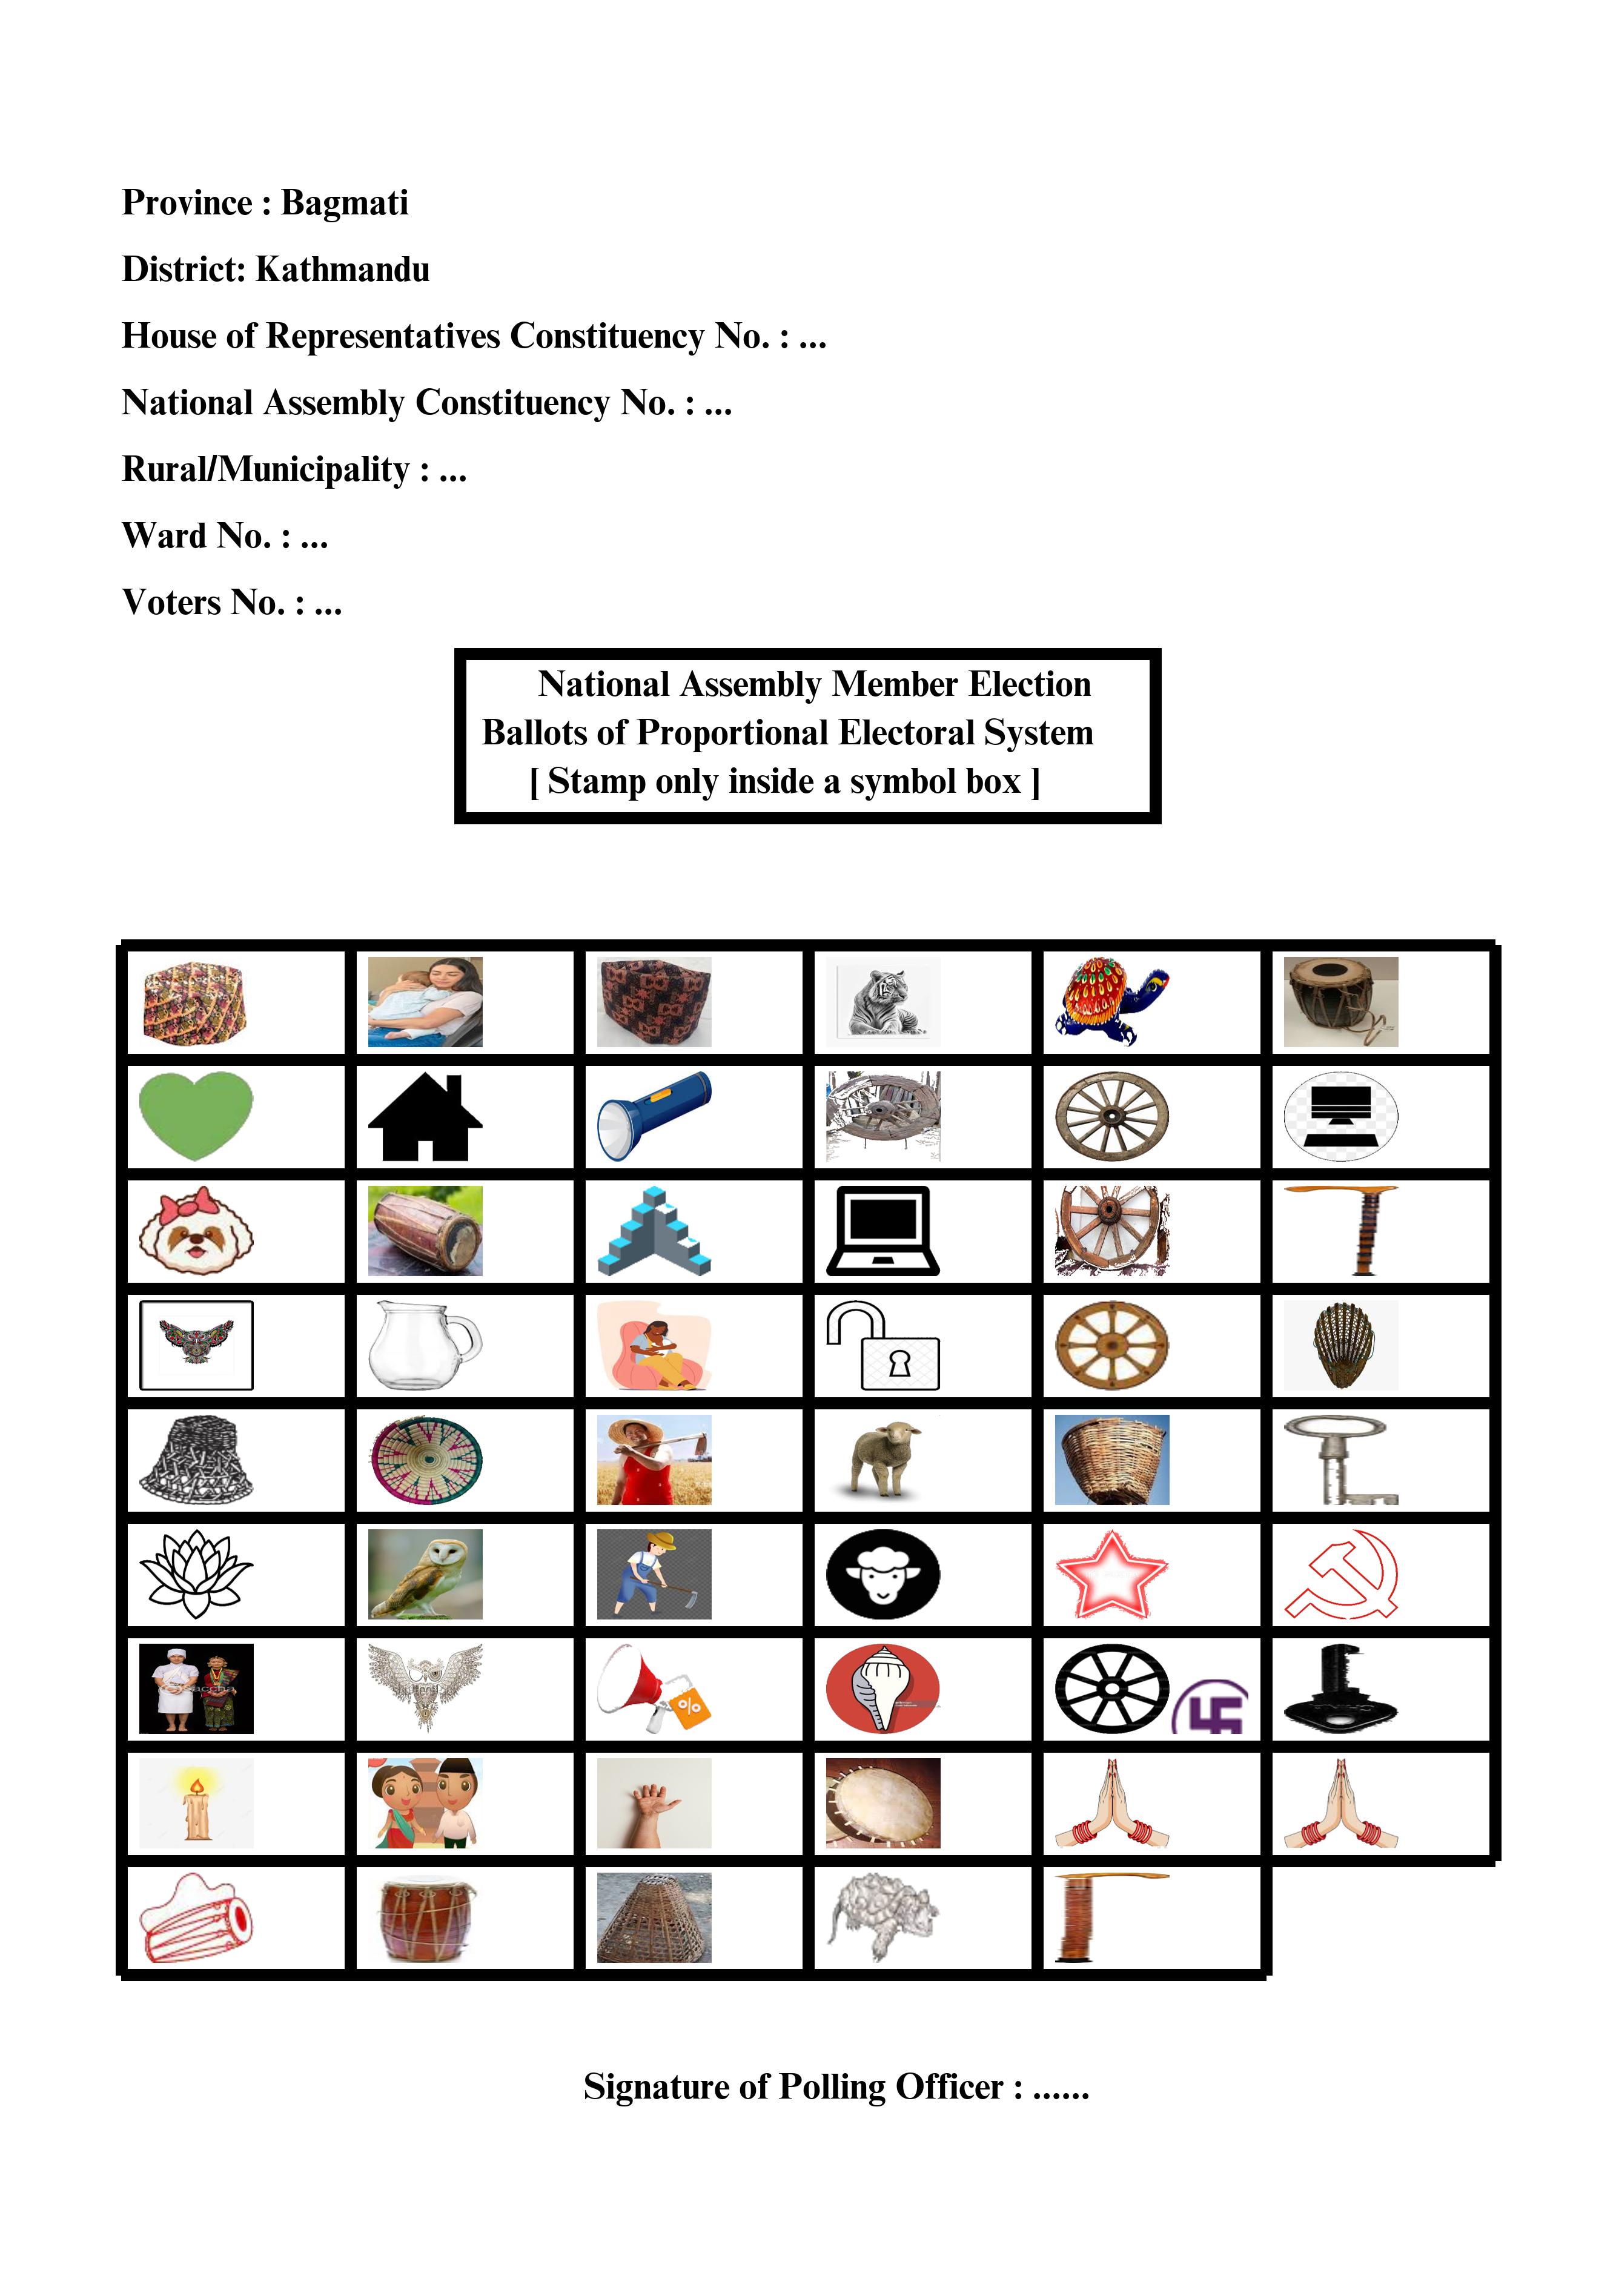 Province : Bagmati
District: Kathmandu
House of Representatives Constituency No. : ...
National Assembly Constituency No. : ...
Rural/Municipality : ...
Ward No. : ...
Voters No. : ...
National Assembly Member Election
Ballots of Proportional Electoral System
[ Stamp only inside a symbol box ]
%
Signature of Polling Officer : ......